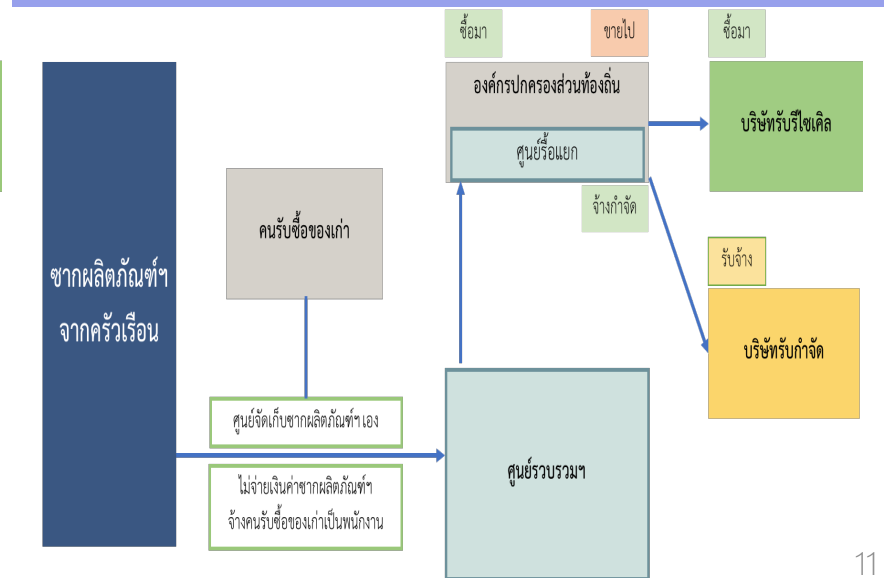 ซื้อมา
ขายไป
ซื้อมา
องค์กรปกครองส่วนท้องถิ่น
ศูนย์รื้อแยก
บริษัทรับรีไซเคิล
จ้างกำจัด
คนรับซื้อของเก่า
ซากผลิตภัณฑ์ฯ
จากครัวเรือน
รับจ้าง
บริษัทรับกำจัด
ศูนย์จัดเก็บซากผลิตภัณฑ์ฯ เอง
ไม่จ่ายเงินค่าซากผลิตภัณฑ์ฯ
จ้างคนรับซื้อของเก่าเป็นพนักงาน
ศูนย์รวบรวมฯ
11